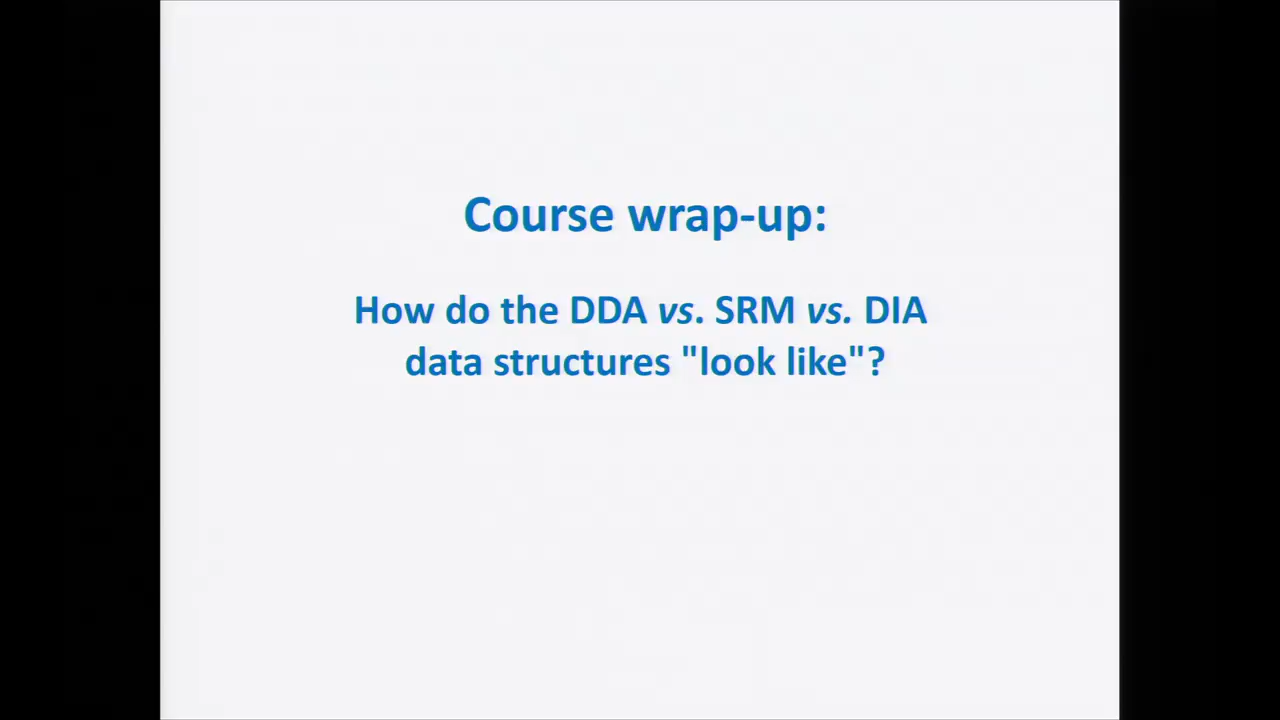 Course wrap-up:
How do the DDA vs. SRM vs. DIA
data structures "look like"?